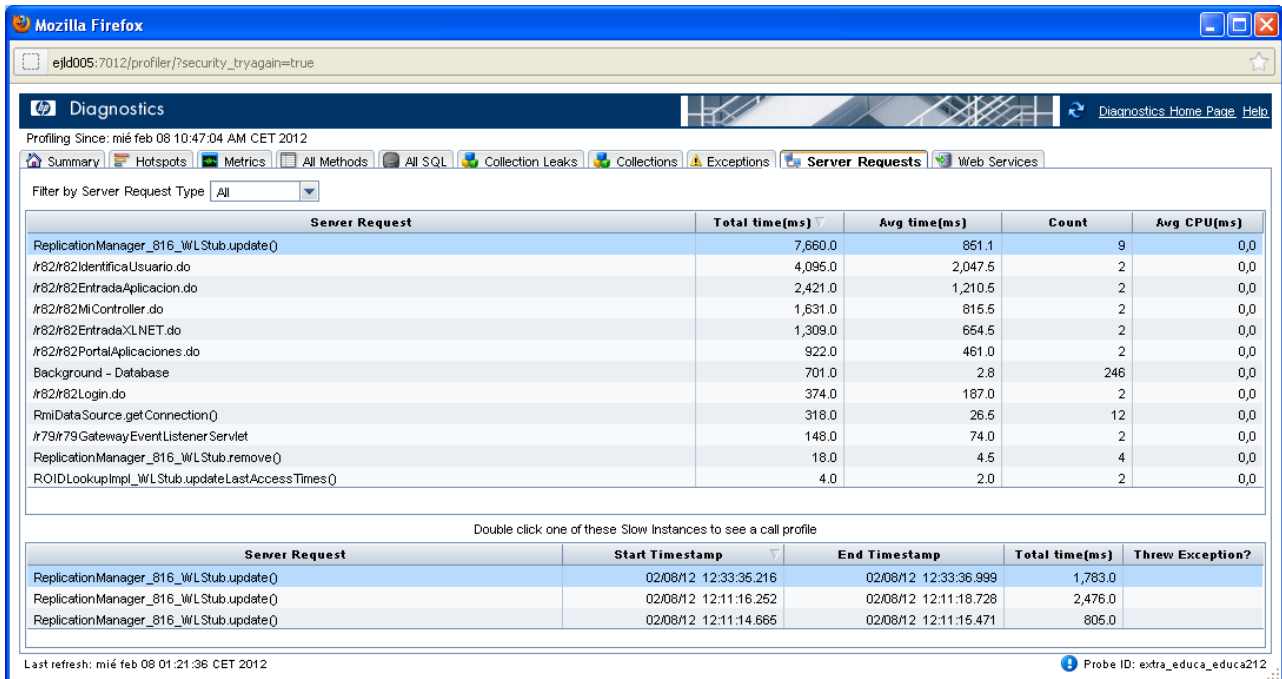 Mozilla Firefox
ejld005:7012/profiler/?security_tryagain=true
hp Diagnostics Diagnostics Home Page Help
Profiling Since: mié feb 08 10:47:04 AM CET 2012
Summary Hotspots Metrics All Methods All SQL Collection Leaks Collections Exceptions Server Requests Web Services
Filter by Server Request Type All
Server Request Total time(ms) Avg time(ms) Count Avg CPU(ms)
ReplicationManager_816_WLStub.update() 7,660.0 851.1 9 0,0
/r82/r82IdentificaUsuario.do 4,095.0 2,047.5 2 0,0
/r82/r82EntradaAplicacion.do 2,421.0 1,210.5 2 0,0
/r82/r82MiController.do 1,631.0 815.5 2 0,0
/r82/r82EntradaXLNET.do 1,309.0 654.5 2 0,0
/r82/r82PortalAplicaciones.do 922.0 461.0 2 0,0
Background - Database 701.0 2.8 246 0,0
/r82/r82Login.do 374.0 187.0 2 0,0
RmiDataSource.getConnection() 318.0 26.5 12 0,0
/r79/r79GatewayEventListenerServlet 148.0 74.0 2 0,0
ReplicationManager_816_WLStub.remove() 18.0 4.5 4 0,0
ROIDLookupImpl_WLStub.updateLastAccessTimes() 4.0 2.0 2 0,0
Double click one of these Slow Instances to see a call profile
Server Request Start Timestamp End Timestamp Total time(ms) Threw Exception?
ReplicationManager_816_WLStub.update() 02/08/12 12:33:35.216 02/08/12 12:33:36.999 1,783.0
ReplicationManager_816_WLStub.update() 02/08/12 12:11:16.252 02/08/12 12:11:18.728 2,476.0
ReplicationManager_816_WLStub.update() 02/08/12 12:11:14.665 02/08/12 12:11:15.471 805.0
Last refresh: mié feb 08 01:21:36 CET 2012 Probe ID: extra_educa_educa212